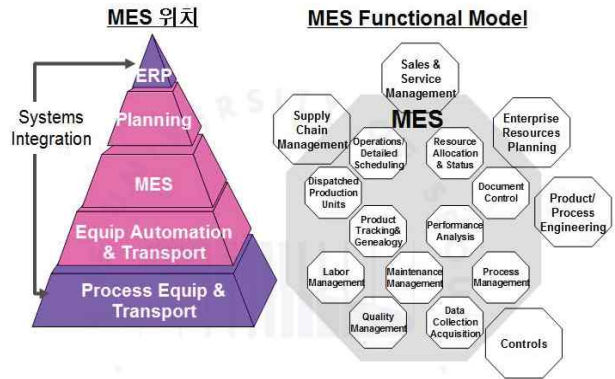 MES 위치
MES Functional Model
Systems
Integration
ERP
Planning
MES
Equip Automation
& Transport
Process Equip &
Transport
Sales &
Service
Management
Supply
Chain
Management
MES
Enterprise
Resources
Planning
Operations/
Detailed
Scheduling
Resource
Allocation
& Status
Dispatched
Production
Units
Document
Control
Product/
Process
Engineering
Product
Tracking&
Genealogy
Performance
Analysis
Labor
Management
Maintenance
Management
Process
Management
Quality
Management
Data
Collection
Acquisition
Controls